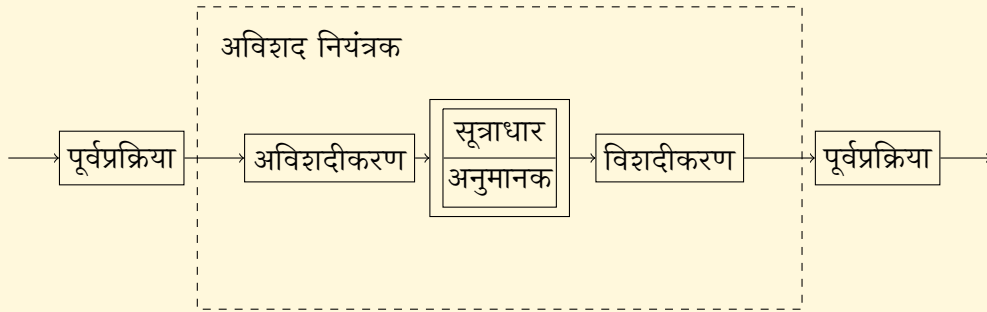 अविशद नियंत्रक
पूर्वप्रक्रिया
अविशदीकरण
सूत्राधार
अनुमानक
विशदीकरण
पूर्वप्रक्रिया